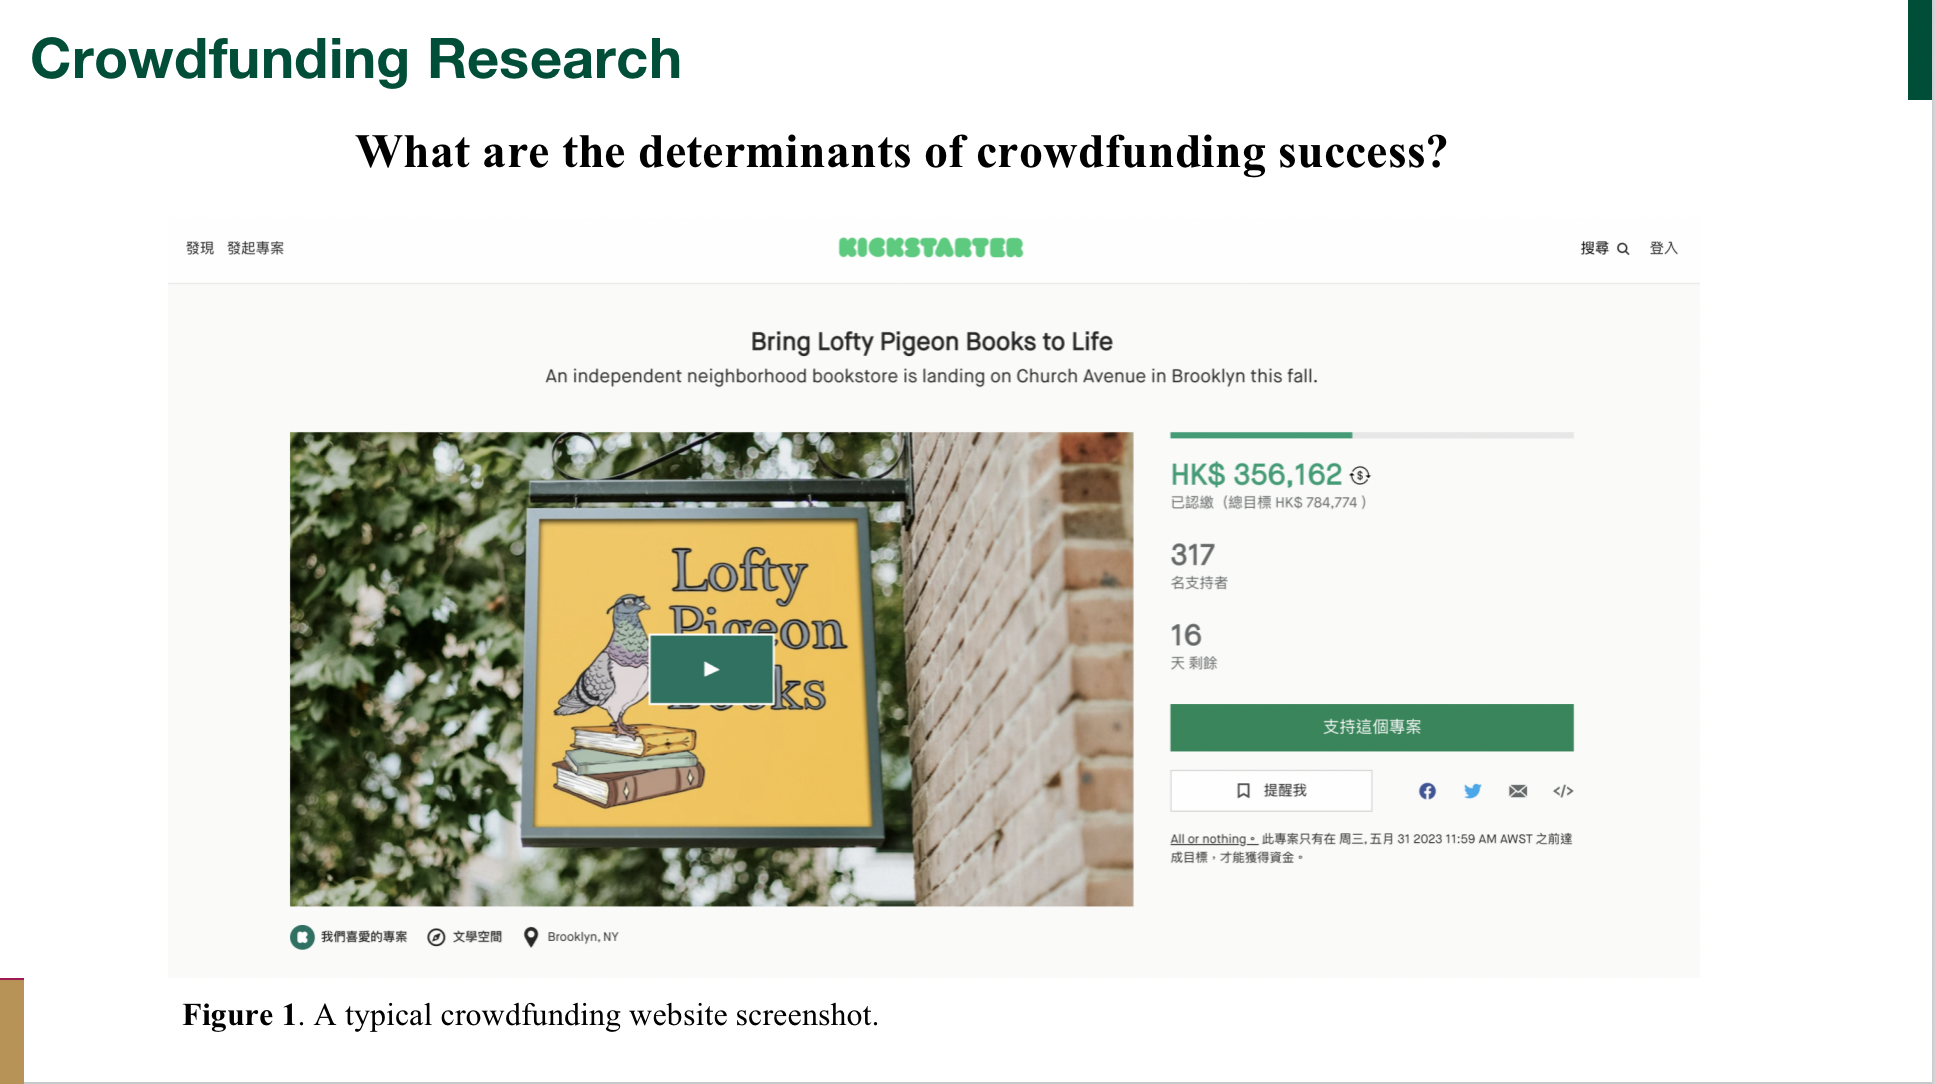 Crowdfunding Research
What are the determinants of crowdfunding success?
發現 發起專案
KICKSTARTER
搜尋 登入
Bring Lofty Pigeon Books to Life
An independent neighborhood bookstore is landing on Church Avenue in Brooklyn this fall.
Lofty
Pigeon
ks
HK$ 356,162
已認繳（總目標 HK$ 784,774 ）
317
名支持者
16
天 剩餘
支持這個專案
提醒我
</>
All or nothing。 此專案只有在 周三, 五月 31 2023 11:59 AM AWST 之前達
成目標，才能獲得資金。
我們喜愛的專案 文學空間 Brooklyn, NY
Figure 1. A typical crowdfunding website screenshot.